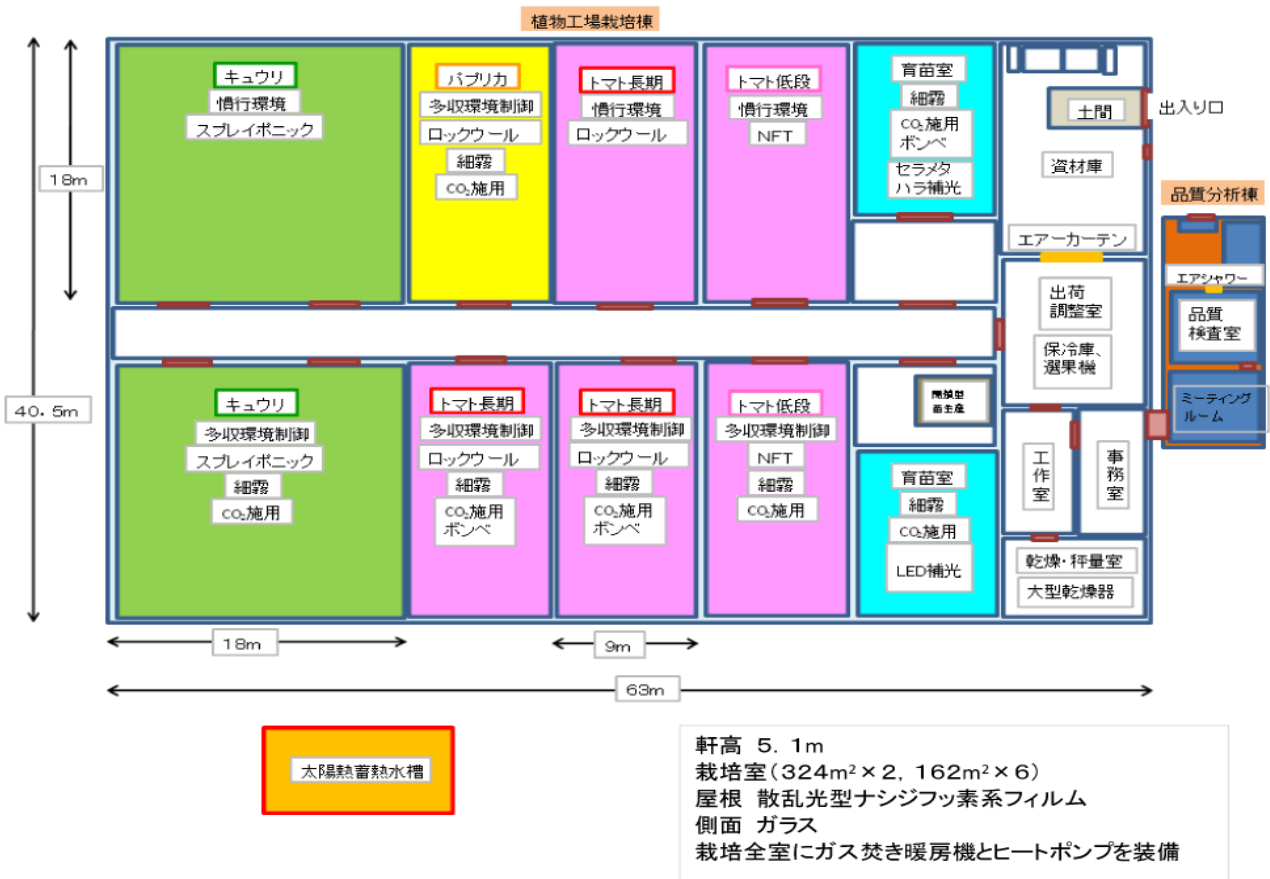 植物工場栽培棟
キュウリ
慣行環境
スプレイポニック
パプリカ
多収環境制御
ロックウール
細霧
CO₂施用
トマト長期
慣行環境
ロックウール
トマト低段
慣行環境
NFT
育苗室
細霧
CO₂施用
ボンベ
セラメタ
ハラ補光
土間
出入り口
資材庫
エアーカーテン
18m
40.5m
品質分析棟
エアシャワー
品質
検査室
ミーティング
ルーム
出荷
調整室
保冷庫、
選果機
キュウリ
多収環境制御
スプレイポニック
細霧
CO₂施用
トマト長期
多収環境制御
ロックウール
細霧
CO₂施用
ボンベ
トマト長期
多収環境制御
ロックウール
細霧
CO₂施用
ボンベ
トマト低段
多収環境制御
NFT
細霧
CO₂施用
閉鎖型
苗生産
育苗室
細霧
CO₂施用
LED補光
工作室
事務室
乾燥・秤量室
大型乾燥器
18m
9m
63m
太陽熱蓄熱水槽
軒高 5.1m
栽培室(324m²×2, 162m²×6)
屋根 散乱光型ナシジフッ素系フィルム
側面 ガラス
栽培全室にガス焚き暖房機とヒートポンプを装備